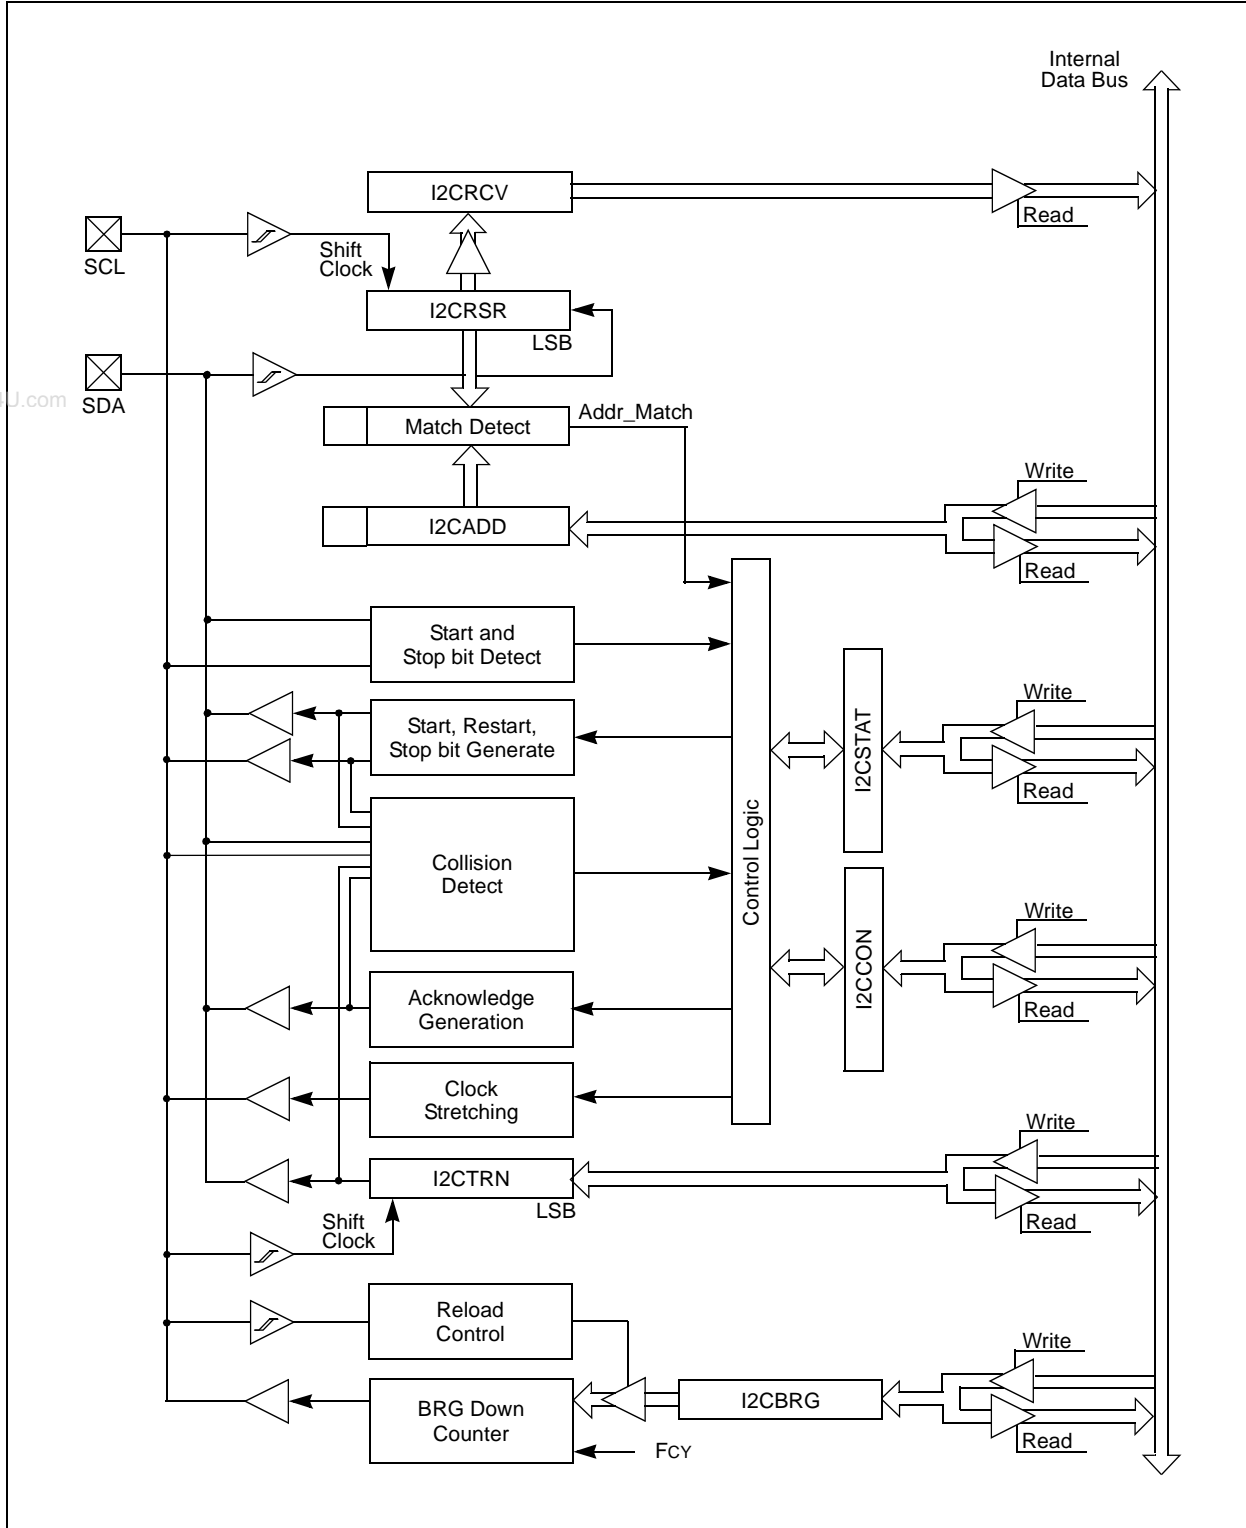 Internal
Data Bus
I2CRCV
Read
SCL
Shift
Clock
I2CRSR
LSB
4U.com
SDA
Match Detect
Addr_Match
Write
I2CADD
Read
Start and
Stop bit Detect
Write
Start, Restart,
Stop bit Generate
I2CSTAT
Read
Control Logic
Collision
Detect
Write
I2CCON
Acknowledge
Generation
Read
Clock
Stretching
Write
I2CTRN
LSB
Shift
Clock
Read
Reload
Control
Write
I2CBRG
BRG Down
Counter
Read
FCY